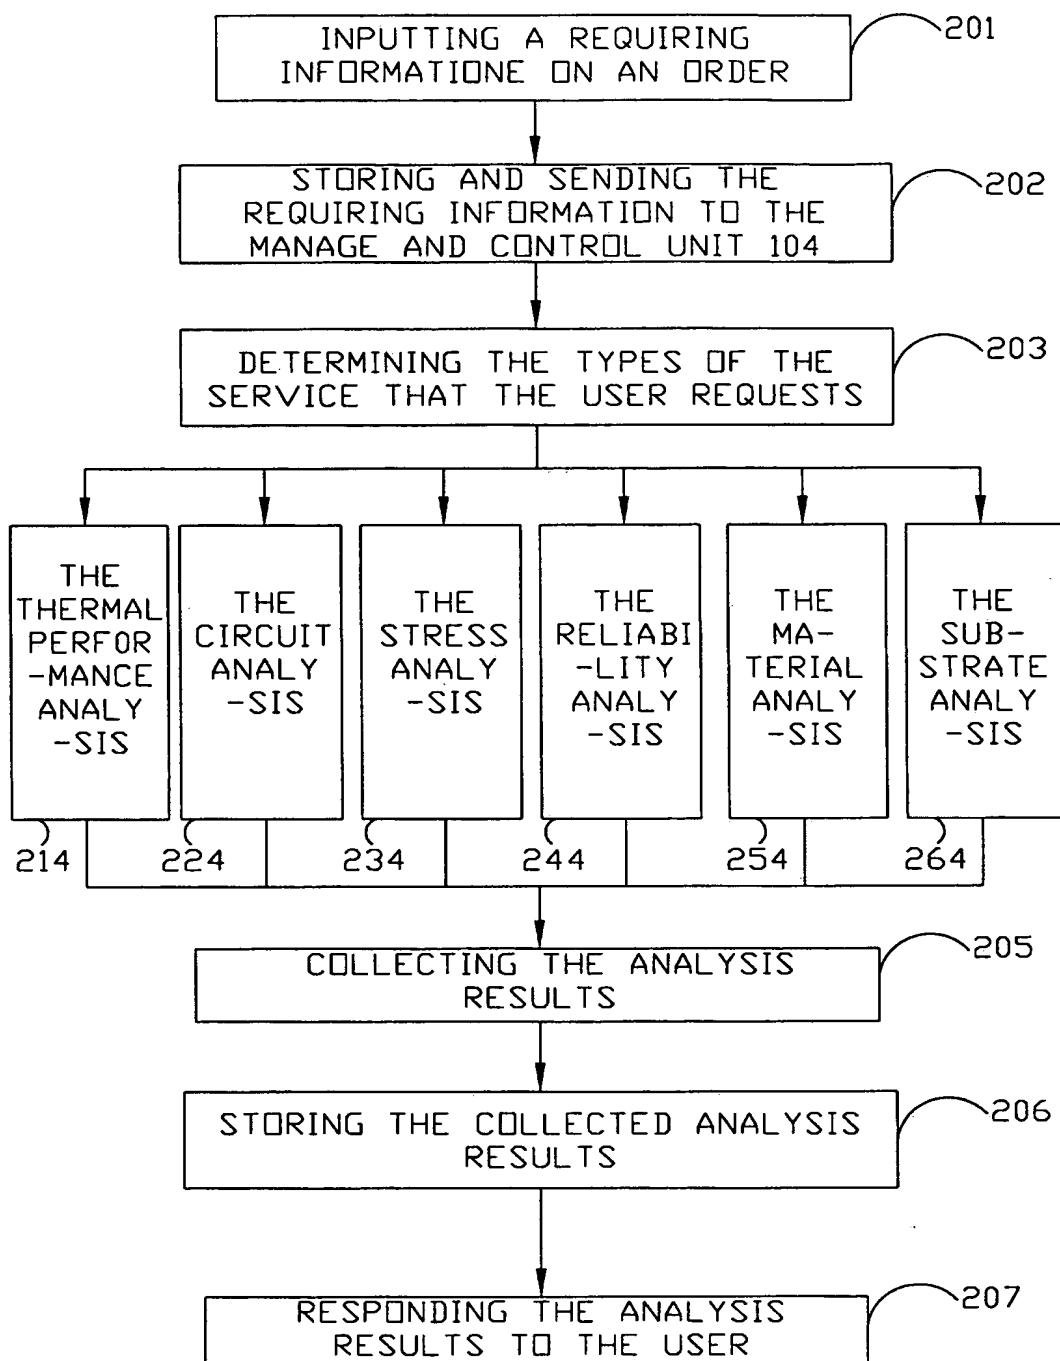 INPUTTING A REQUIRING
INFORMATIONE ON AN ORDER
201
STORING AND SENDING THE
REQUIRING INFORMATION TO THE
MANAGE AND CONTROL UNIT 104
202
DETERMINING THE TYPES OF THE
SERVICE THAT THE USER REQUESTS
203
THE
THERMAL
PERFOR
-MANCE
ANALY
-SIS
214
THE
CIRCUIT
ANALY
-SIS
224
THE
STRESS
ANALY
-SIS
234
THE
RELIABI
-LITY
ANALY
-SIS
244
THE
MA-
TERIAL
ANALY
-SIS
254
THE
SUB-
STRATE
ANALY
-SIS
264
COLLECTING THE ANALYSIS
RESULTS
205
STORING THE COLLECTED ANALYSIS
RESULTS
206
RESPONDING THE ANALYSIS
RESULTS TO THE USER
207